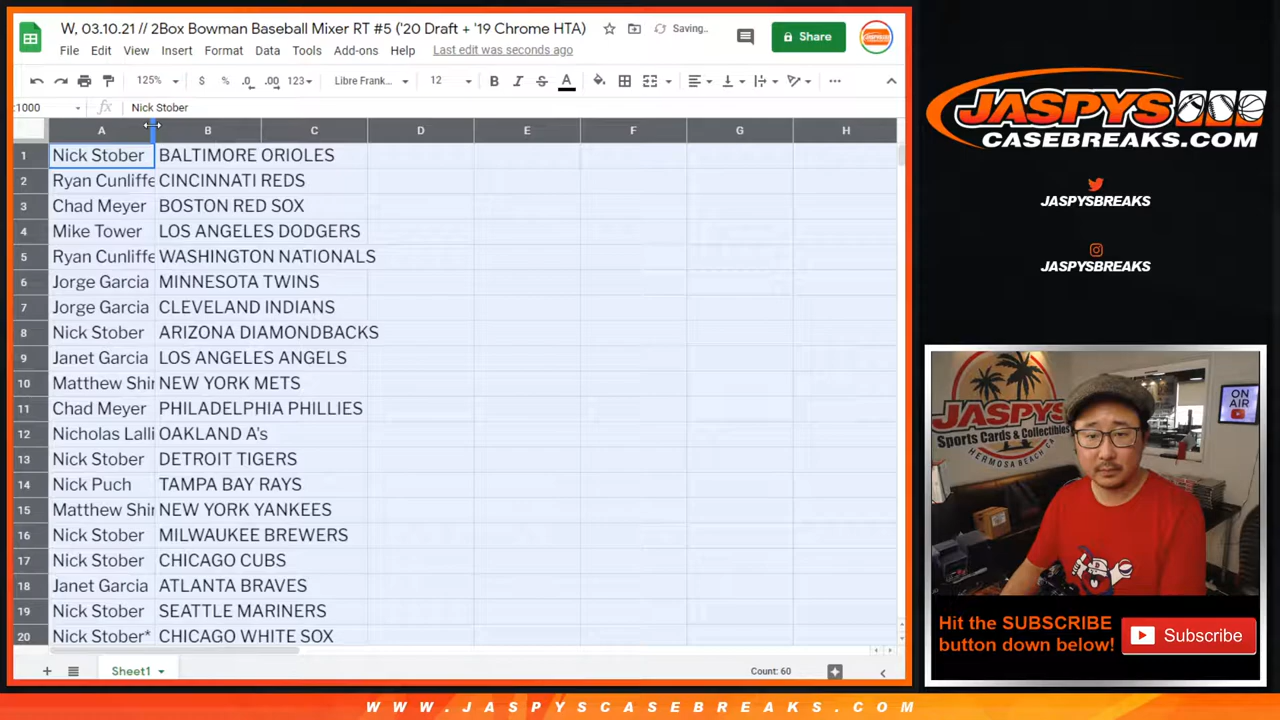 W, 03.10.21 // 2Box Bowman Baseball Mixer RT #5 ('20 Draft + '19 Chrome HTA)
Saving...
File Edit View Insert Format Data Tools Add-ons Help Last edit was seconds ago
Share
125% $ % .0 .00 123 Libre Frank... 12 B I S A
:1000 fx Nick Stober
A B C D E F G H
1 Nick Stober BALTIMORE ORIOLES
2 Ryan Cunliffe CINCINNATI REDS
3 Chad Meyer BOSTON RED SOX
4 Mike Tower LOS ANGELES DODGERS
5 Ryan Cunliffe WASHINGTON NATIONALS
6 Jorge Garcia MINNESOTA TWINS
7 Jorge Garcia CLEVELAND INDIANS
8 Nick Stober ARIZONA DIAMONDBACKS
9 Janet Garcia LOS ANGELES ANGELS
10 Matthew Shir NEW YORK METS
11 Chad Meyer PHILADELPHIA PHILLIES
12 Nicholas Lalli OAKLAND A's
13 Nick Stober DETROIT TIGERS
14 Nick Puch TAMPA BAY RAYS
15 Matthew Shir NEW YORK YANKEES
16 Nick Stober MILWAUKEE BREWERS
17 Nick Stober CHICAGO CUBS
18 Janet Garcia ATLANTA BRAVES
19 Nick Stober SEATTLE MARINERS
20 Nick Stober* CHICAGO WHITE SOX
Sheet1
Count: 60
JASPYS
CASEBREAKS.COM
JASPYSBREAKS
JASPYSBREAKS
JASPYS
Sports Cards & Collectibles
HERMOSA BEACH CA
ON AIR
Hit the SUBSCRIBE
button down below!
Subscribe
WWW.JASPYSCASEBREAKS.COM